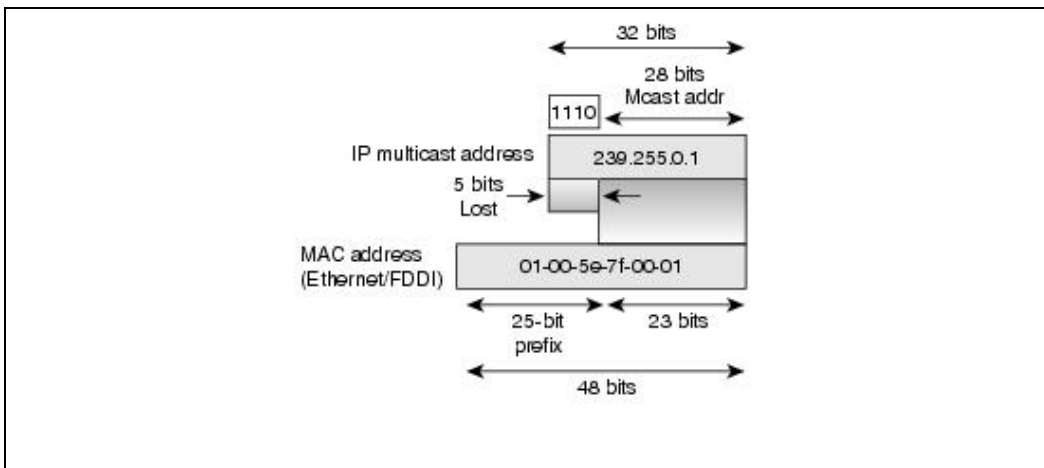 32 bits
28 bits
Mcast addr
1110
IP multicast address
239.255.0.1
5 bits
Lost
MAC address
(Ethernet/FDDI)
01-00-5e-7f-00-01
25-bit
prefix
23 bits
48 bits